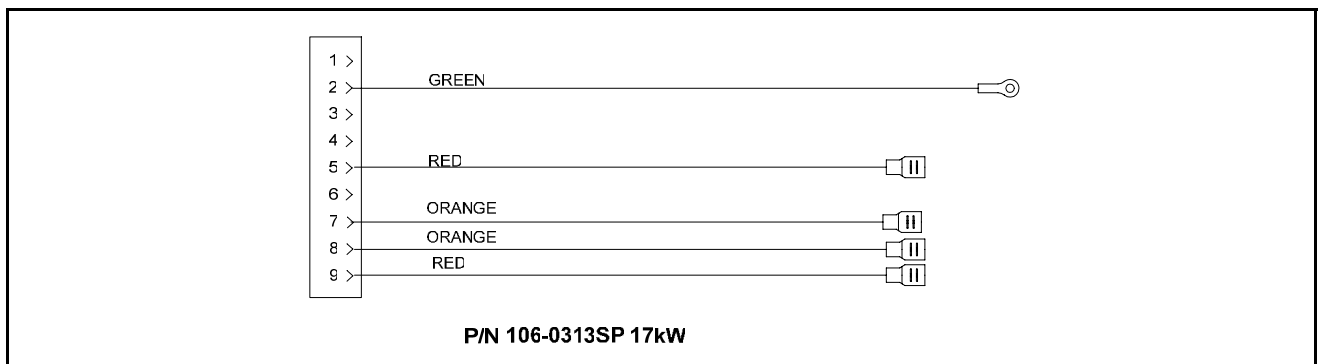 1
GREEN
2
3
4
RED
5
6
ORANGE
7
ORANGE
8
RED
9
P/N 106-0313SP 17kW